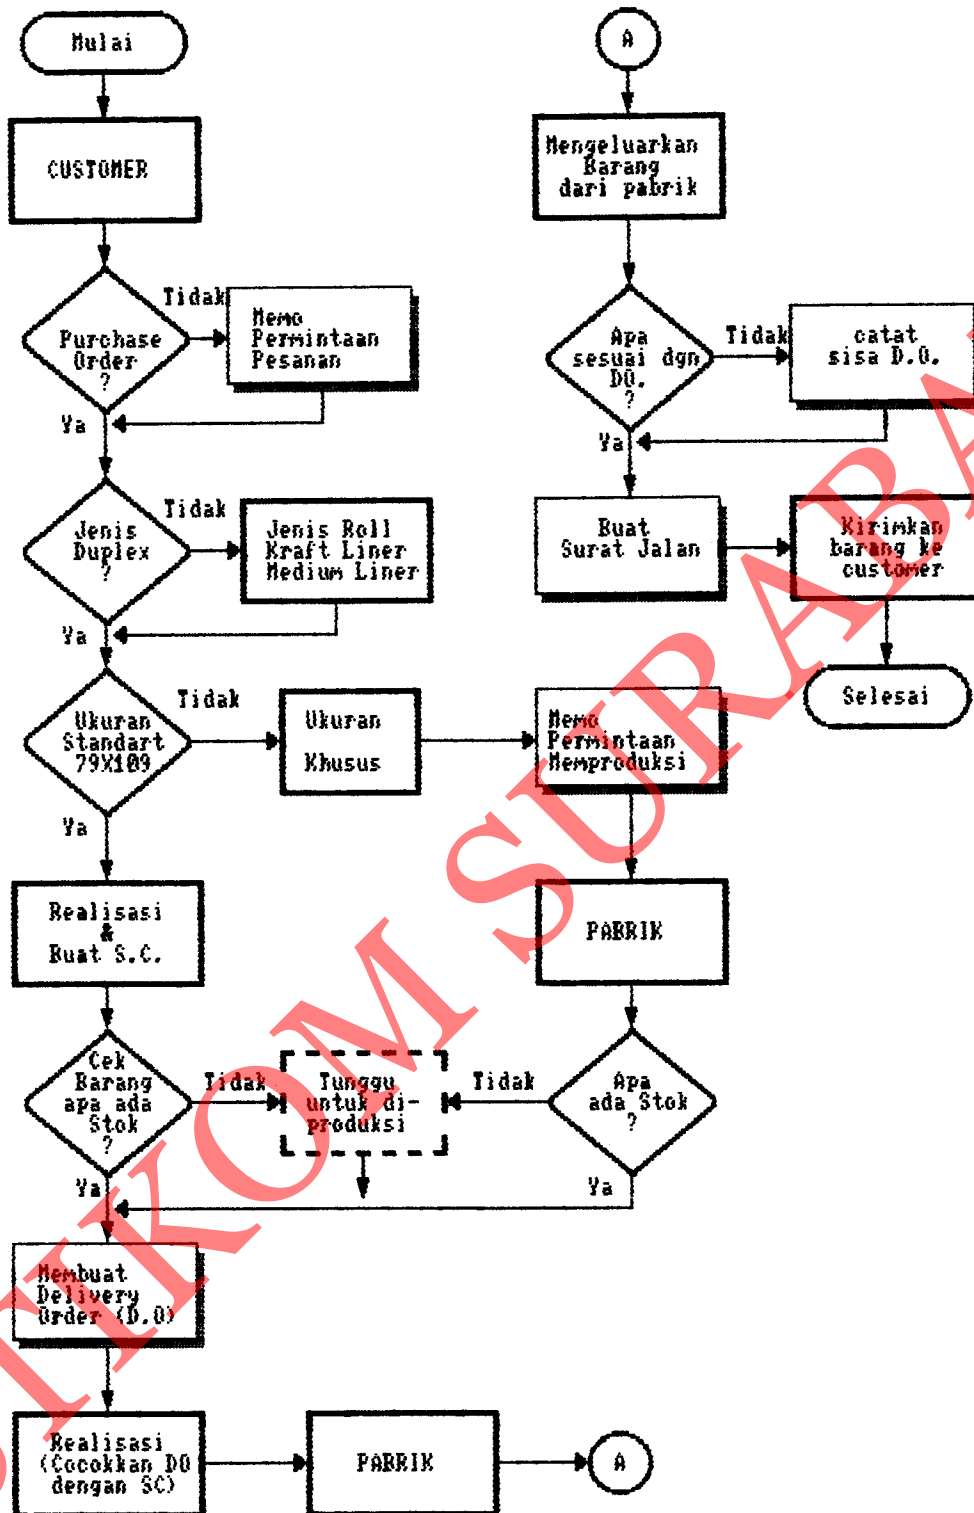 Mulai
CUSTOMER
Purchase
Order
?
Tidak
Memo
Permintaan
Pesanan
Ya
Jenis
Duplex
?
Tidak
Jenis Roll
Kraft Liner
Medium Liner
Ya
Ukuran
Standart
79X109
Tidak
Ukuran
Khusus
Memo
Permintaan
Memproduksi
Ya
Realisasi
&
Buat S.C.
PABRIK
Cek
Barang
apa ada
Stok
?
Tidak
Tunggu
untuk di-
produksi
Tidak
Apa
ada Stok
?
Ya
Ya
Membuat
Delivery
Order (D.O)
Realisasi
(Cocokkan DO
dengan SC)
PABRIK
A
A
Mengeluarkan
Barang
dari pabrik
Apa
sesuai dgn
DO.
?
Tidak
catat
sisa D.O.
Ya
Buat
Surat Jalan
Kirimkan
barang ke
customer
Selesai
STIKOM SURABA